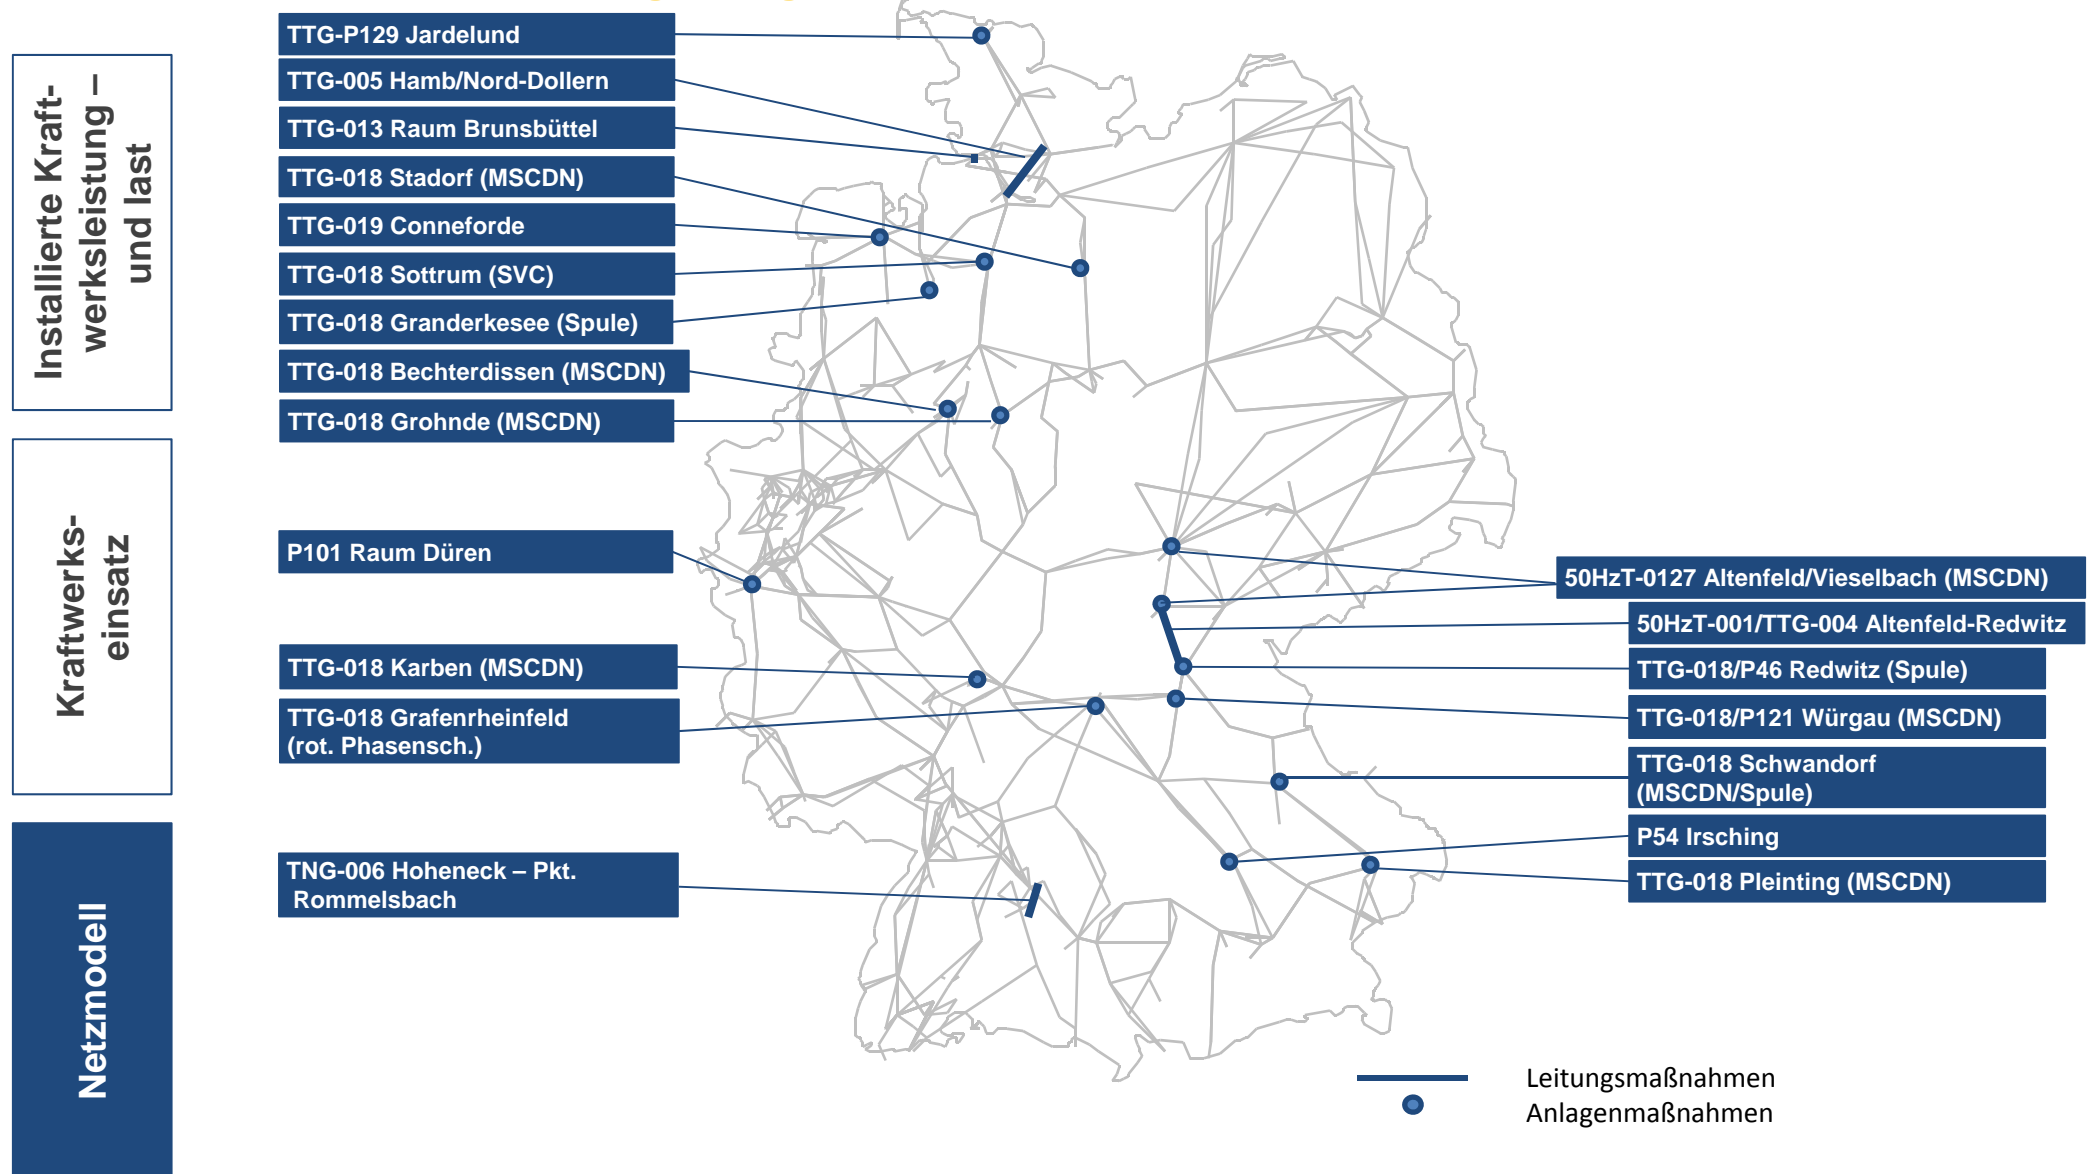 Installierte Kraft-
werksleistung –
und last
Kraftwerks-
einsatz
Netzmodell
TTG-P129 Jardelund
TTG-005 Hamb/Nord-Dollern
TTG-013 Raum Brunsbüttel
TTG-018 Stadorf (MSCDN)
TTG-019 Conneforde
TTG-018 Sottrum (SVC)
TTG-018 Granderkesee (Spule)
TTG-018 Bechterdissen (MSCDN)
TTG-018 Grohnde (MSCDN)
P101 Raum Düren
TTG-018 Karben (MSCDN)
TTG-018 Grafenrheinfeld
(rot. Phasensch.)
TNG-006 Hoheneck – Pkt.
Rommelsbach
50HzT-0127 Altenfeld/Vieselbach (MSCDN)
50HzT-001/TTG-004 Altenfeld-Redwitz
TTG-018/P46 Redwitz (Spule)
TTG-018/P121 Würgau (MSCDN)
TTG-018 Schwandorf
(MSCDN/Spule)
P54 Irsching
TTG-018 Pleinting (MSCDN)
Leitungsmaßnahmen
Anlagenmaßnahmen